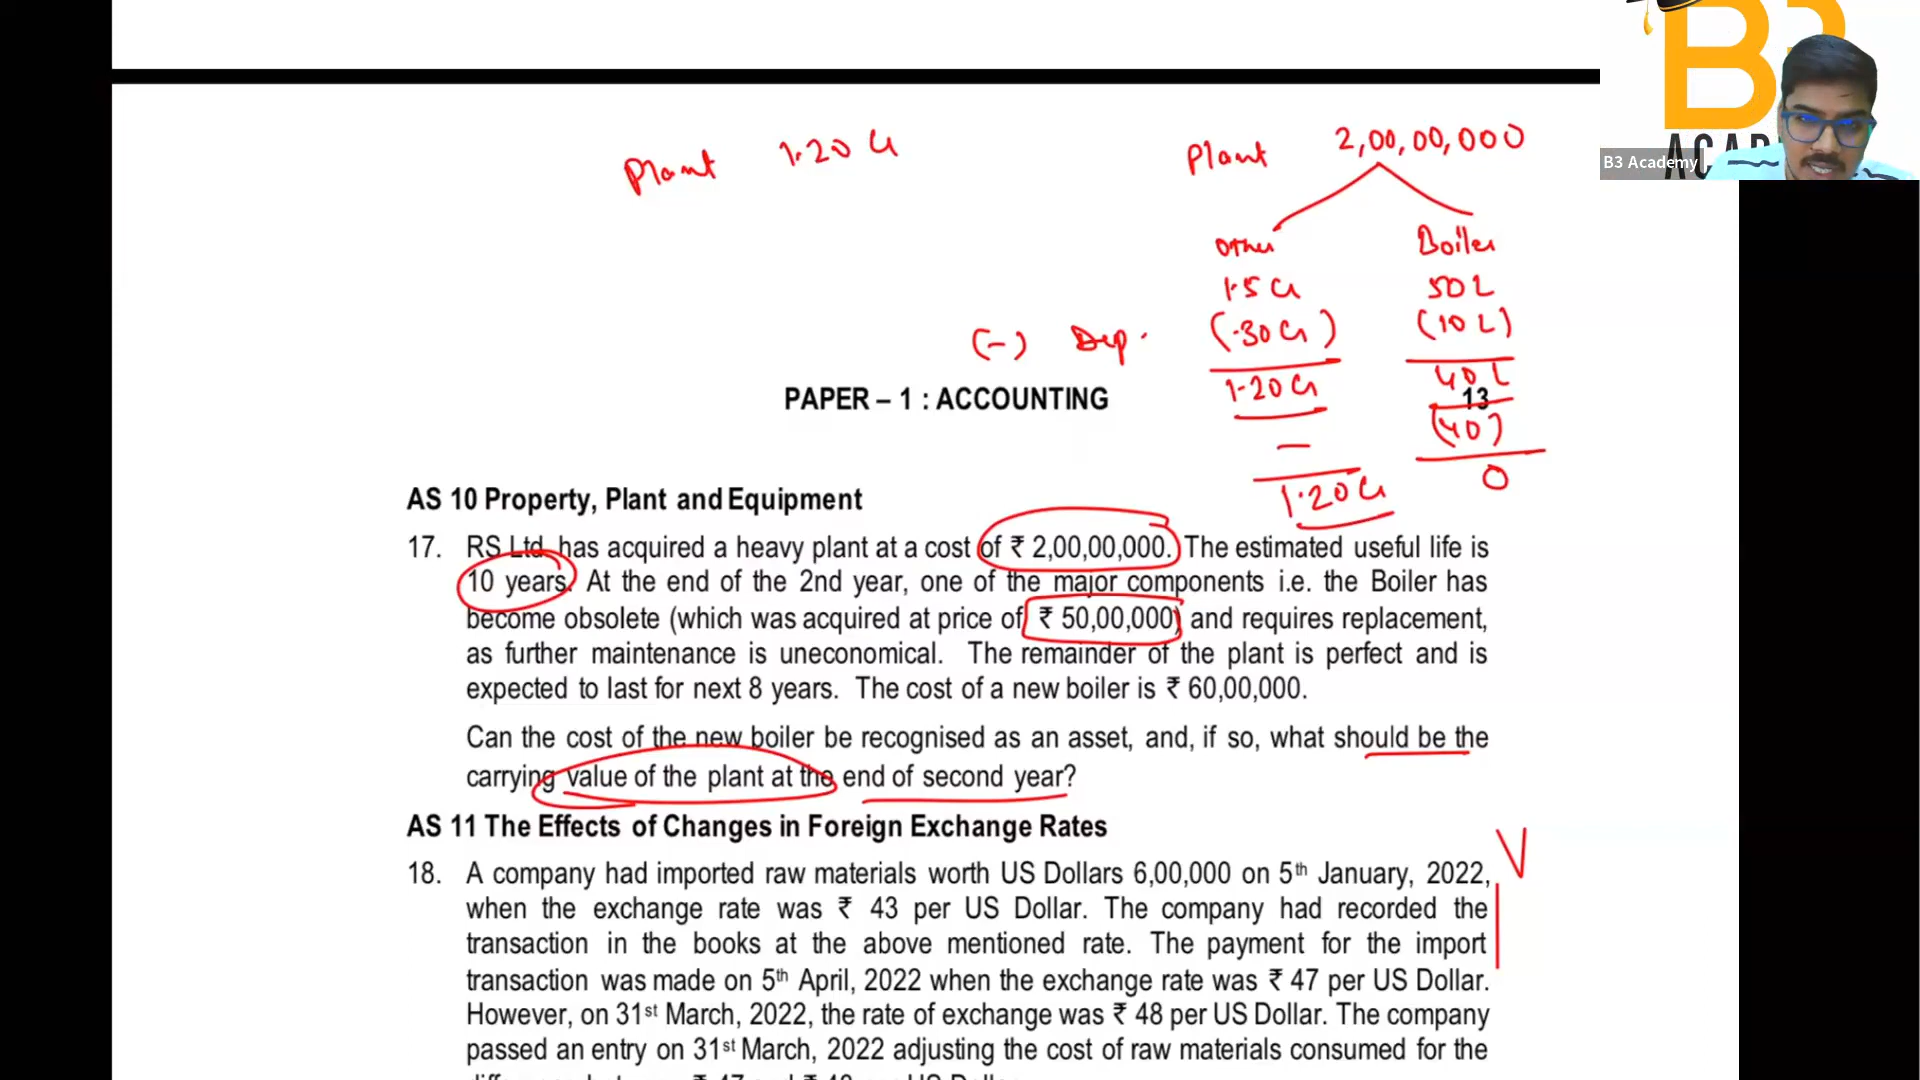 B3
ACAD
B3 Academy
Plant 1.20 Cr
Plant 2,00,00,000
Other Boiler
1.5 Cr 50 L
(-) Dep. (.30 Cr) (10 L)
1.20 Cr 40 L
PAPER – 1 : ACCOUNTING 13
– (40)
1.20 Cr 0
AS 10 Property, Plant and Equipment
17. RS Ltd. has acquired a heavy plant at a cost of ₹ 2,00,00,000. The estimated useful life is
10 years. At the end of the 2nd year, one of the major components i.e. the Boiler has
become obsolete (which was acquired at price of ₹ 50,00,000) and requires replacement,
as further maintenance is uneconomical. The remainder of the plant is perfect and is
expected to last for next 8 years. The cost of a new boiler is ₹ 60,00,000.
Can the cost of the new boiler be recognised as an asset, and, if so, what should be the
carrying value of the plant at the end of second year?
AS 11 The Effects of Changes in Foreign Exchange Rates
18. A company had imported raw materials worth US Dollars 6,00,000 on 5th January, 2022,
when the exchange rate was ₹ 43 per US Dollar. The company had recorded the
transaction in the books at the above mentioned rate. The payment for the import
transaction was made on 5th April, 2022 when the exchange rate was ₹ 47 per US Dollar.
However, on 31st March, 2022, the rate of exchange was ₹ 48 per US Dollar. The company
passed an entry on 31st March, 2022 adjusting the cost of raw materials consumed for the